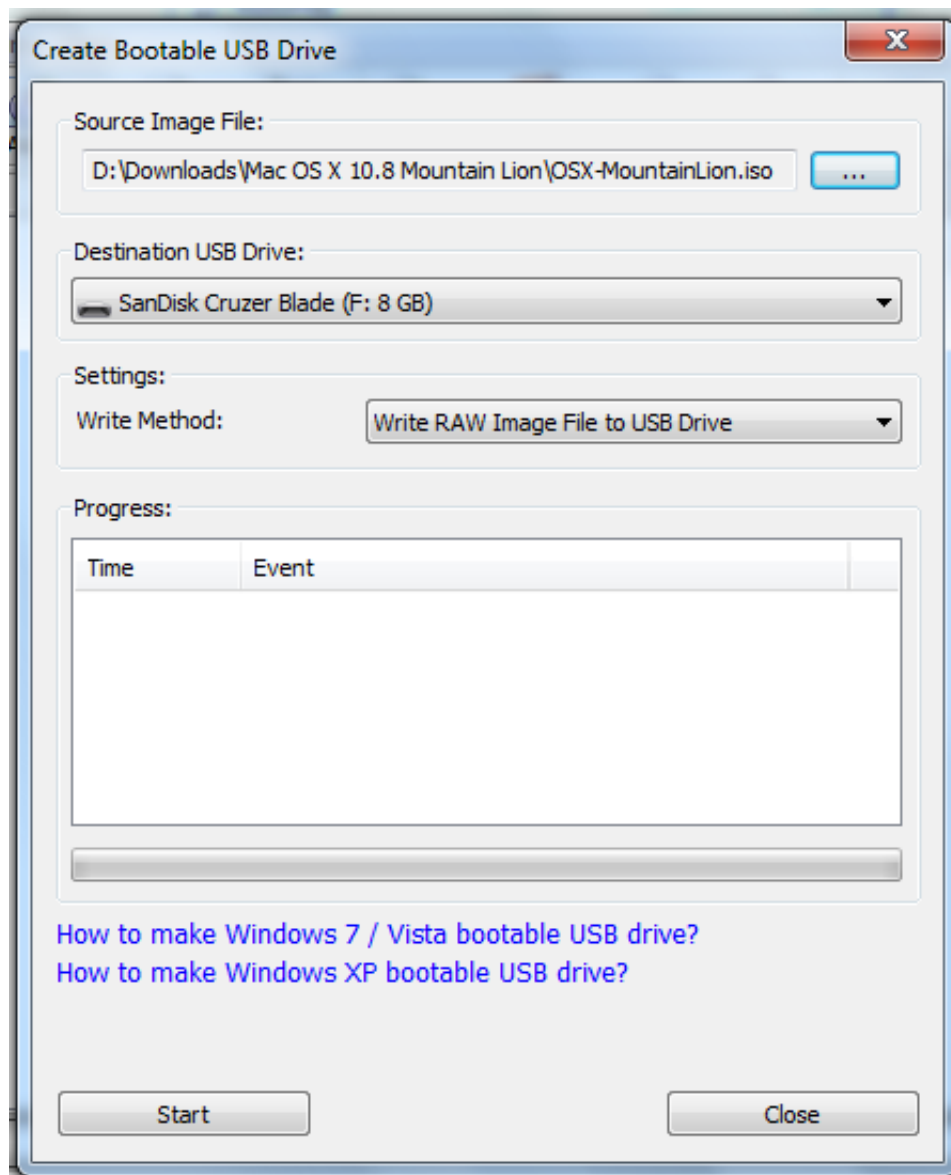 Create Bootable USB Drive
Source Image File:
D:\Downloads\Mac OS X 10.8 Mountain Lion\OSX-MountainLion.iso
...
Destination USB Drive:
SanDisk Cruzer Blade (F: 8 GB)
Settings:
Write Method:
Write RAW Image File to USB Drive
Progress:
Time Event
How to make Windows 7 / Vista bootable USB drive?
How to make Windows XP bootable USB drive?
Start Close